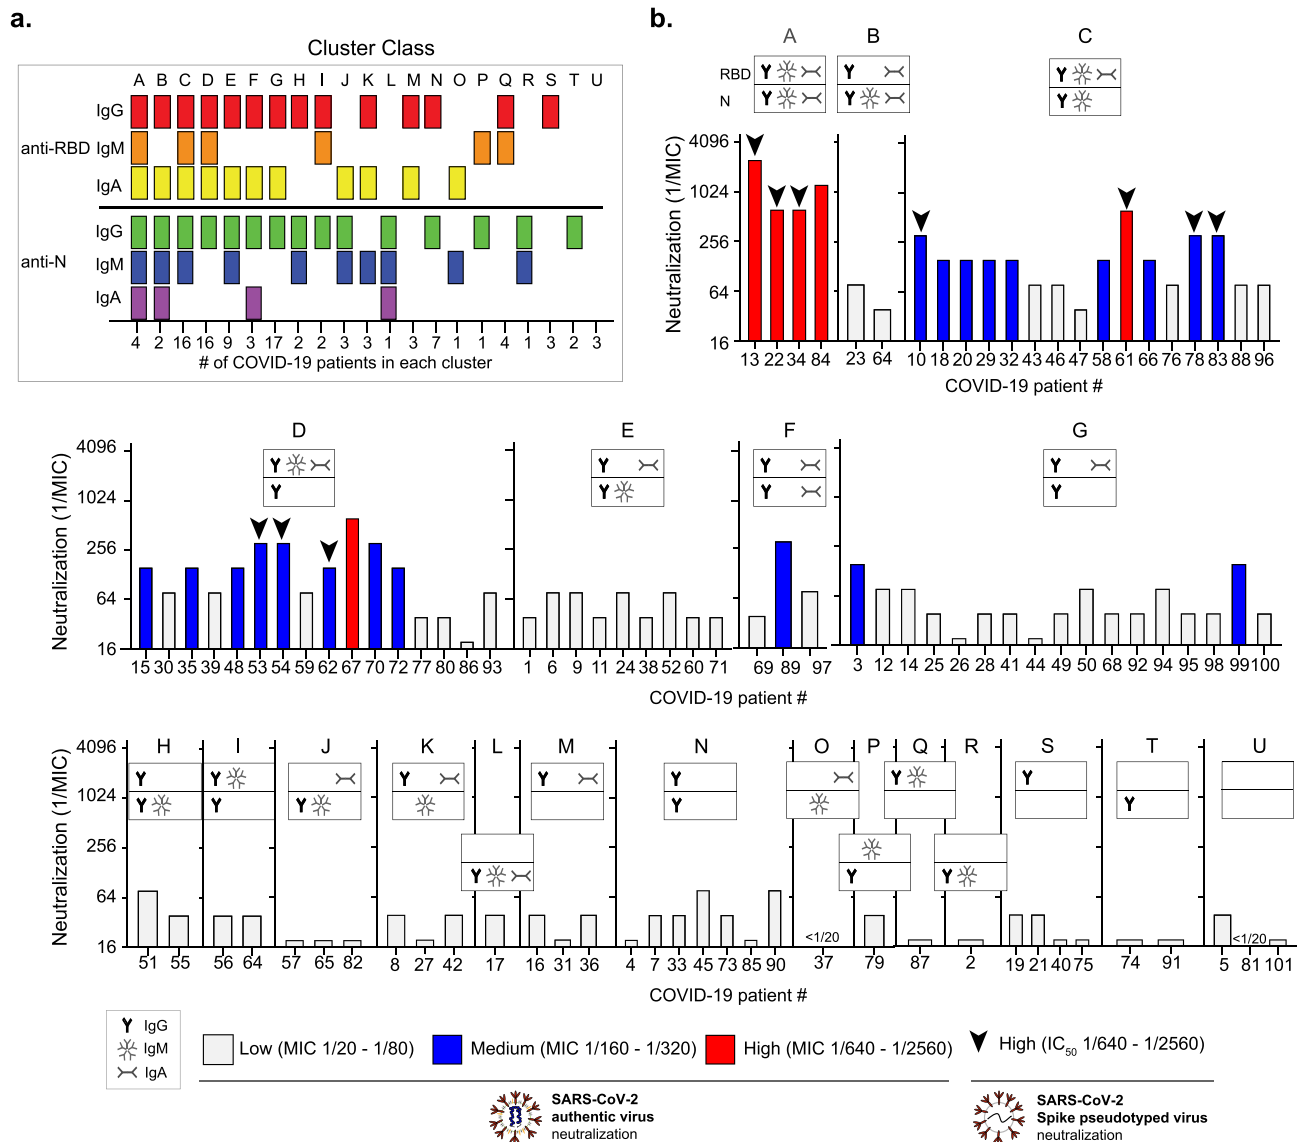 a.
Cluster Class
A B C D E F G H I J K L M N O P Q R S T U
anti-RBD
IgG
IgM
IgA
anti-N
IgG
IgM
IgA
4 2 16 16 9 3 17 2 2 3 3 1 3 7 1 1 4 1 3 2 3
# of COVID-19 patients in each cluster
b.
A B C
RBD
N
Neutralization (1/MIC)
4096
1024
256
64
16
13 22 34 84 23 64 10 18 20 29 32 43 46 47 58 61 66 76 78 83 88 96
COVID-19 patient #
D E F G
Neutralization (1/MIC)
4096
1024
256
64
16
15 30 35 39 48 53 54 59 62 67 70 72 77 80 86 93 1 6 9 11 24 38 52 60 71 69 89 97 3 12 14 25 26 28 41 44 49 50 68 92 94 95 98 99 100
COVID-19 patient #
H I J K L M N O P Q R S T U
Neutralization (1/MIC)
4096
1024
256
64
16
<1/20 <1/20
51 55 56 64 57 65 82 8 27 42 17 16 31 36 4 7 33 45 73 85 90 37 79 87 2 19 21 40 75 74 91 5 81 101
COVID-19 patient #
IgG
IgM
IgA
Low (MIC 1/20 - 1/80) Medium (MIC 1/160 - 1/320) High (MIC 1/640 - 1/2560) High (IC50 1/640 - 1/2560)
SARS-CoV-2
authentic virus
neutralization
SARS-CoV-2
Spike pseudotyped virus
neutralization